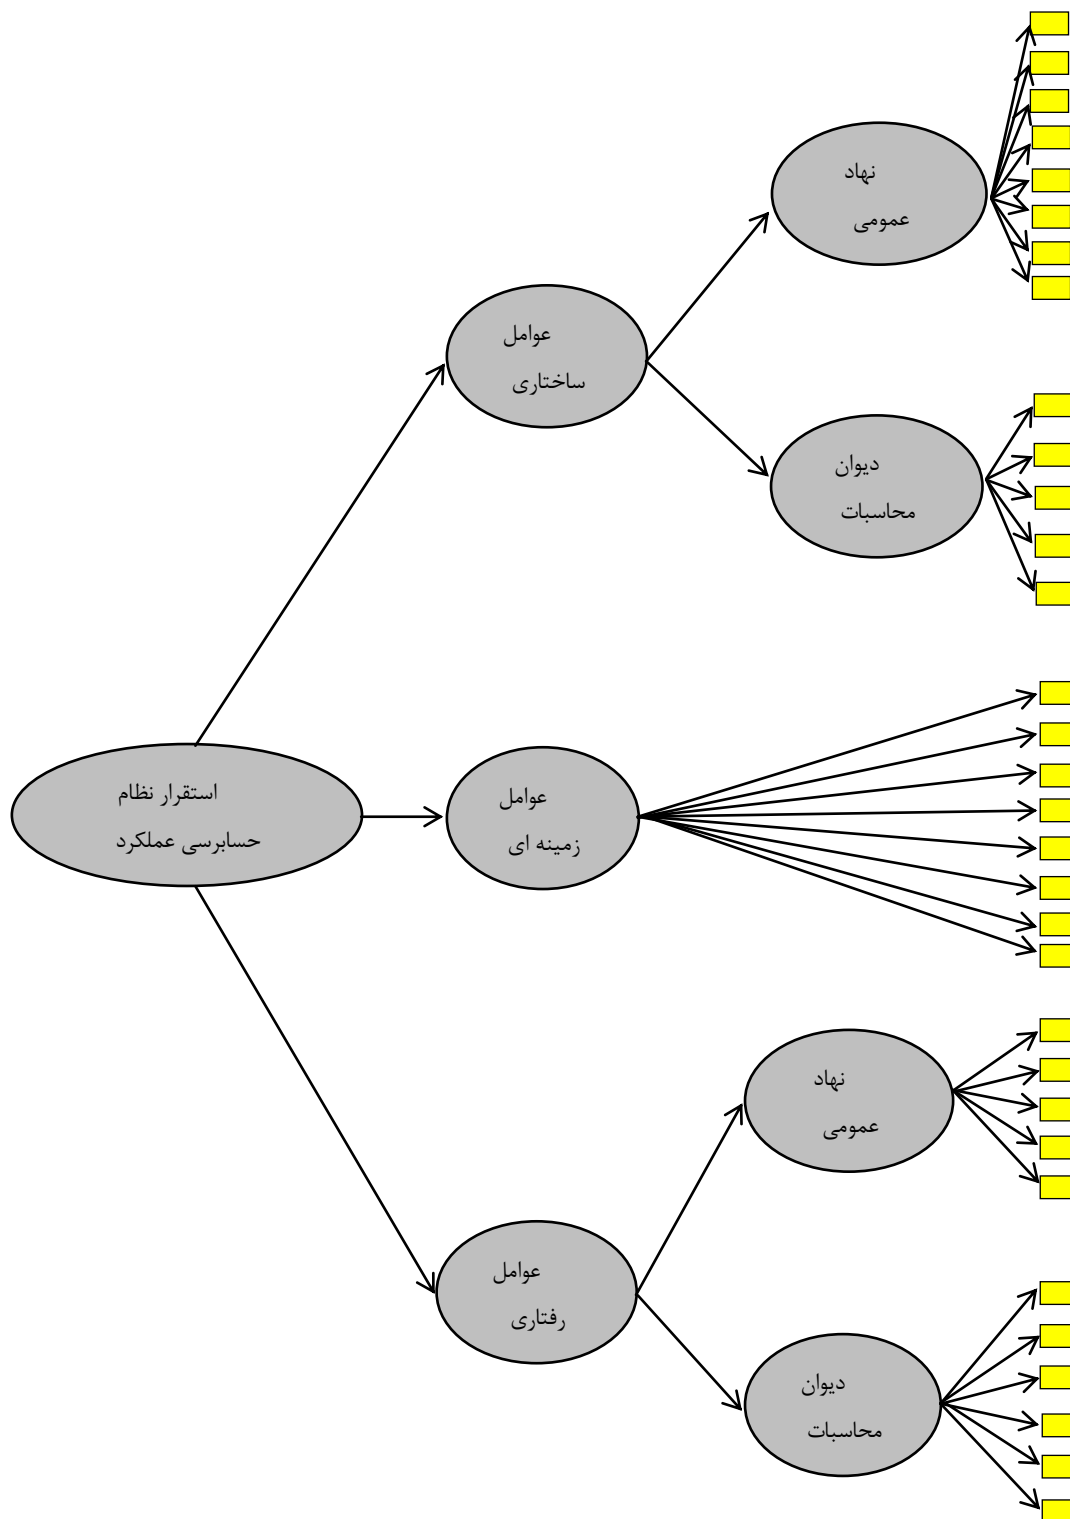 نهاد
عمومی
عوامل
ساختاری
دیوان
محاسبات
استقرار نظام
حسابرسی عملکرد
عوامل
زمینه ای
نهاد
عمومی
عوامل
رفتاری
دیوان
محاسبات